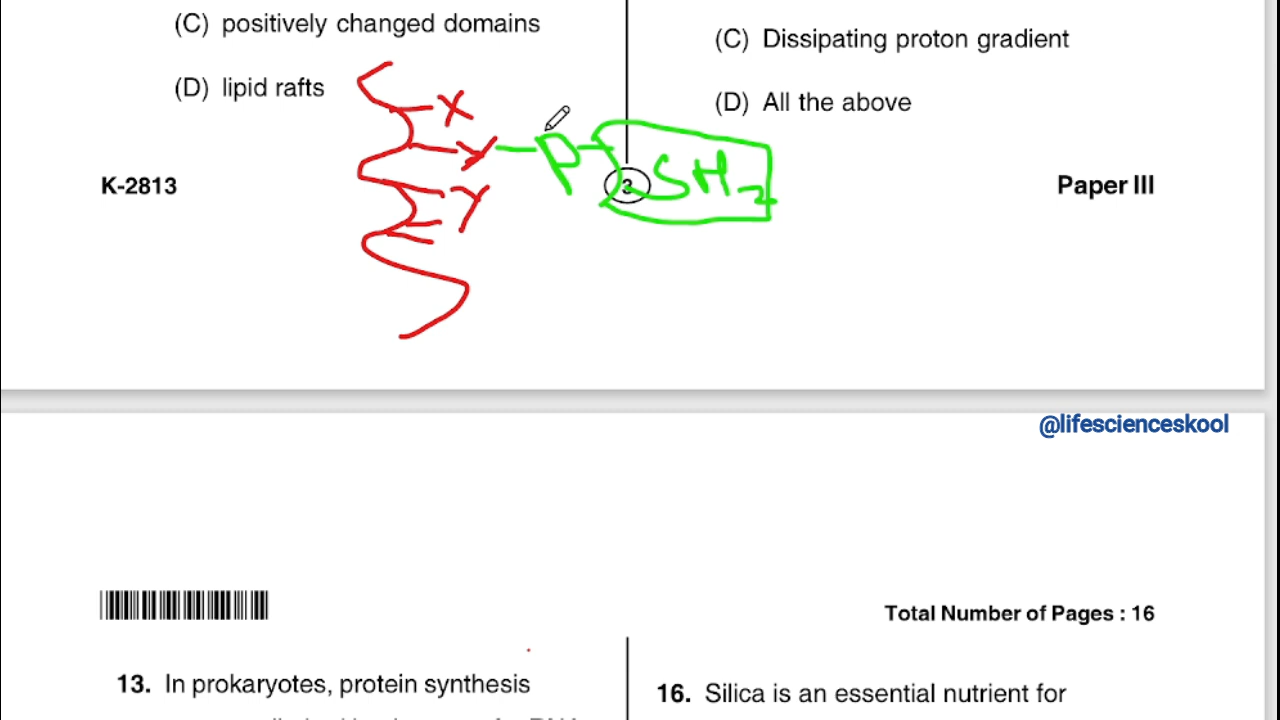 (C) positively changed domains
(D) lipid rafts
(C) Dissipating proton gradient
(D) All the above
X
Y
Y
P
SH2
K-2813
3
Paper III
@lifescienceskool
Total Number of Pages : 16
13. In prokaryotes, protein synthesis
16. Silica is an essential nutrient for